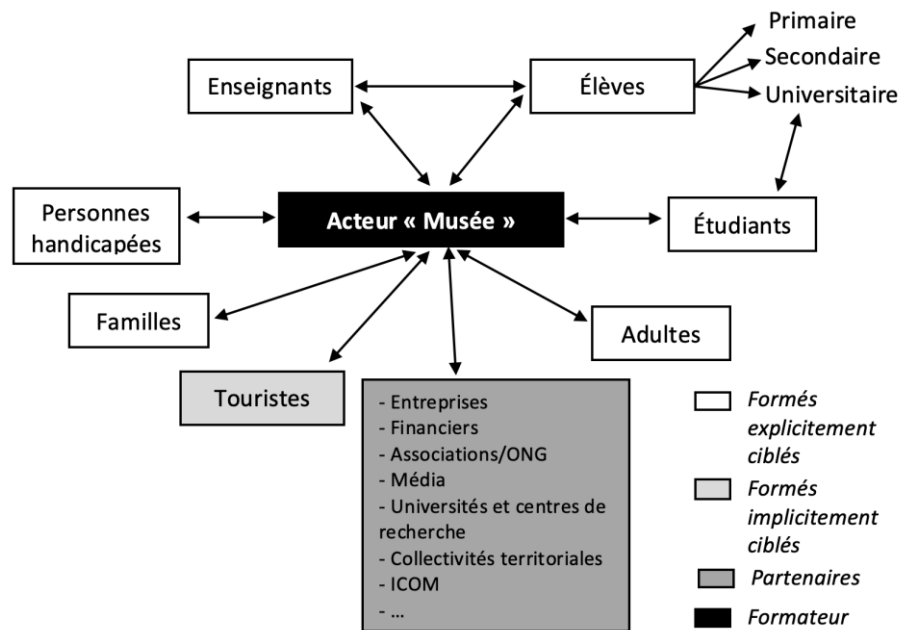 Primaire
Secondaire
Universitaire
Enseignants
Élèves
Personnes
handicapées
Acteur « Musée »
Étudiants
Familles
Adultes
Touristes
- Entreprises
- Financiers
- Associations/ONG
- Média
- Universités et centres de
recherche
- Collectivités territoriales
- ICOM
- ...
Formés
explicitement
ciblés
Formés
implicitement
ciblés
Partenaires
Formateur